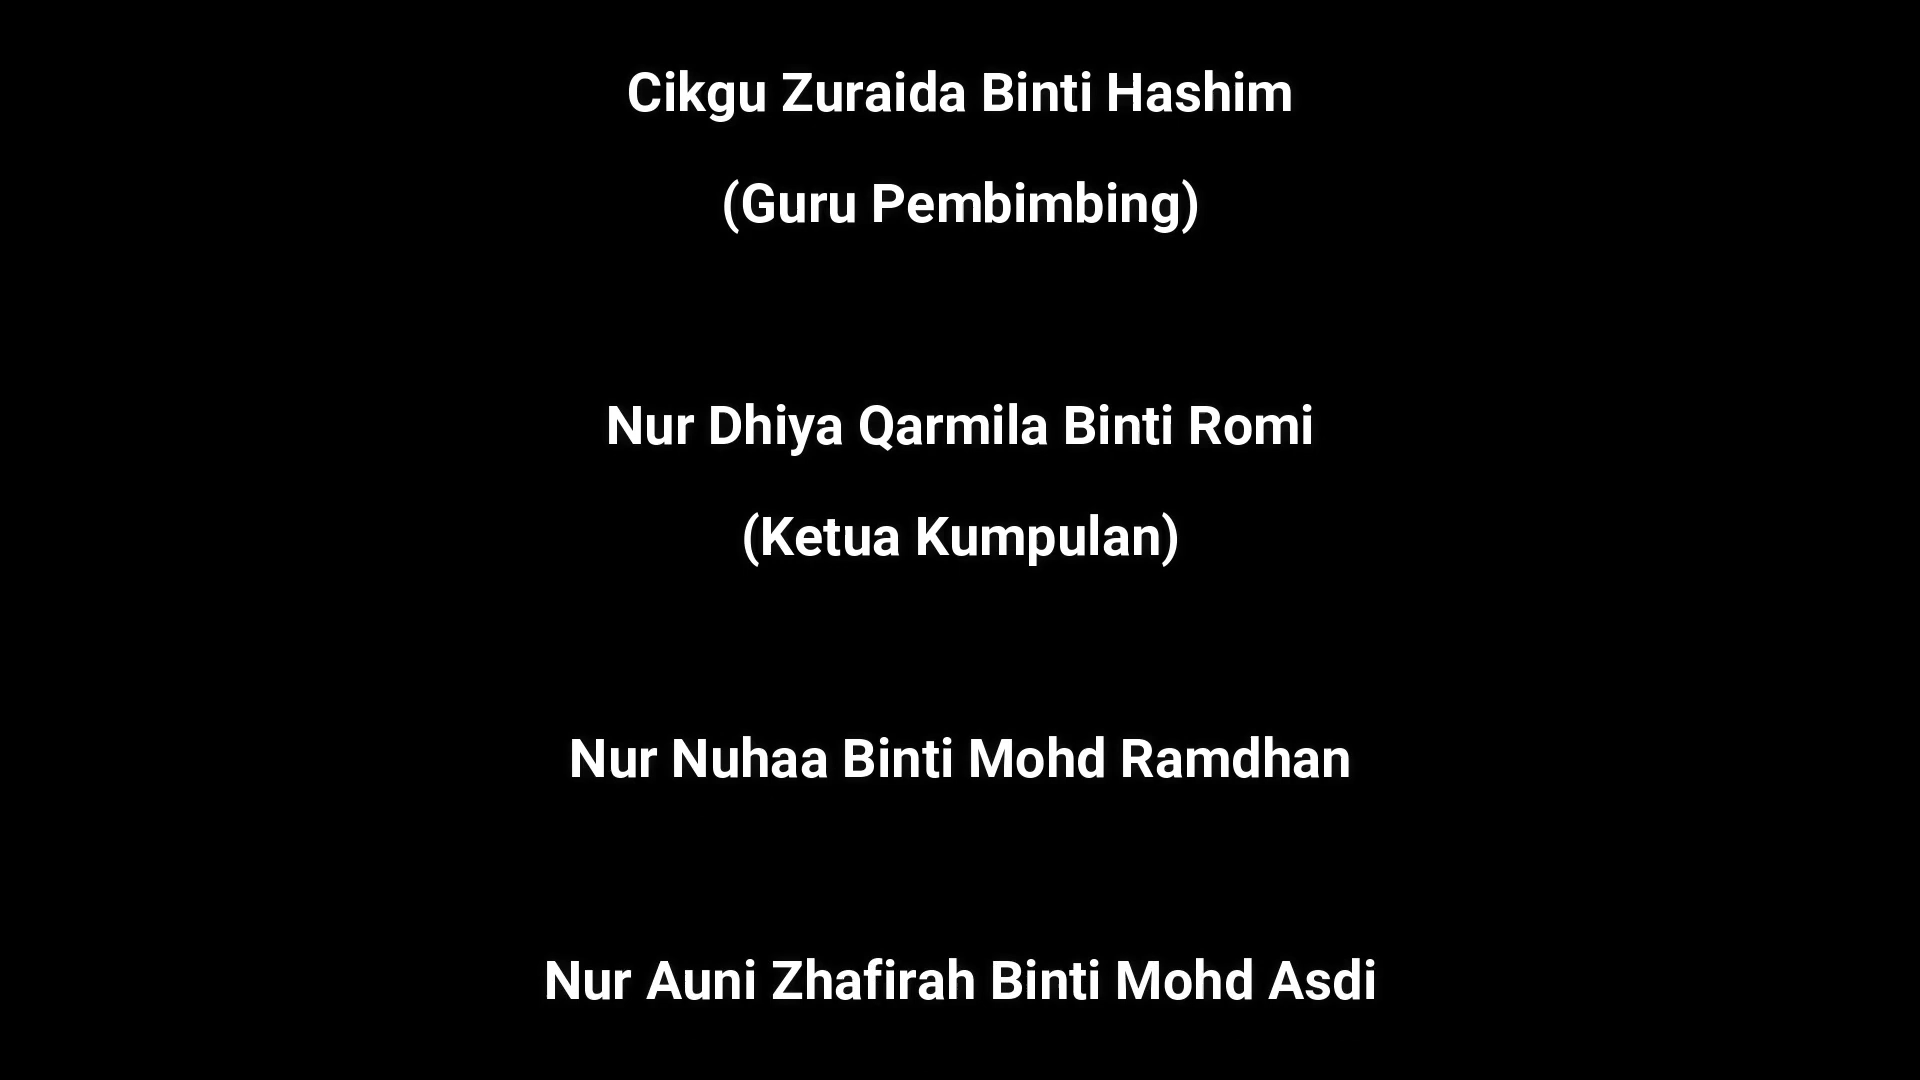 Cikgu Zuraida Binti Hashim
(Guru Pembimbing)
Nur Dhiya Qarmila Binti Romi
(Ketua Kumpulan)
Nur Nuhaa Binti Mohd Ramdhan
Nur Auni Zhafirah Binti Mohd Asdi